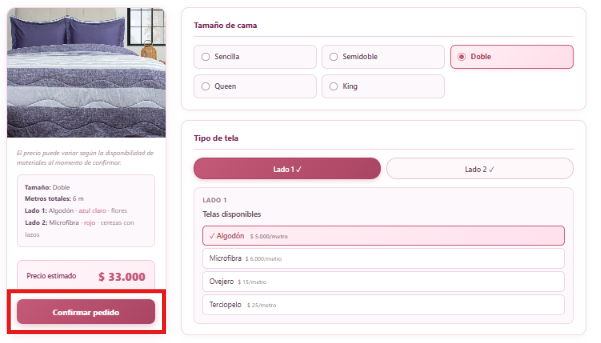 El precio puede variar según la disponibilidad de
materiales al momento de confirmar.
Tamaño: Doble
Metros totales: 6 m
Lado 1: Algodón · azul claro · flores
Lado 2: Microfibra · rojo · cerezas con
lazos
Precio estimado $ 33.000
Confirmar pedido
Tamaño de cama
Sencilla
Semidoble
Doble
Queen
King
Tipo de tela
Lado 1 ✓
Lado 2 ✓
LADO 1
Telas disponibles
✓ Algodón $ 5.000/metro
Microfibra $ 6.000/metro
Ovejero $ 15/metro
Terciopelo $ 25/metro